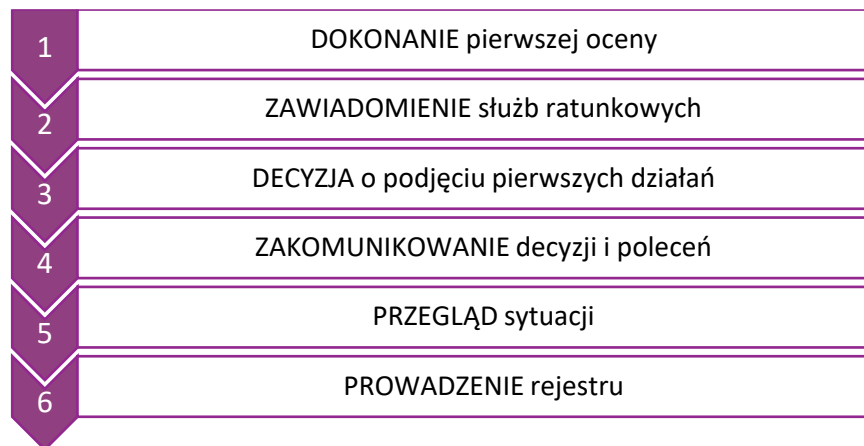 1 DOKONANIE pierwszej oceny
2 ZAWIADOMIENIE służb ratunkowych
3 DECYZJA o podjęciu pierwszych działań
4 ZAKOMUNIKOWANIE decyzji i poleceń
5 PRZEGLĄD sytuacji
6 PROWADZENIE rejestru